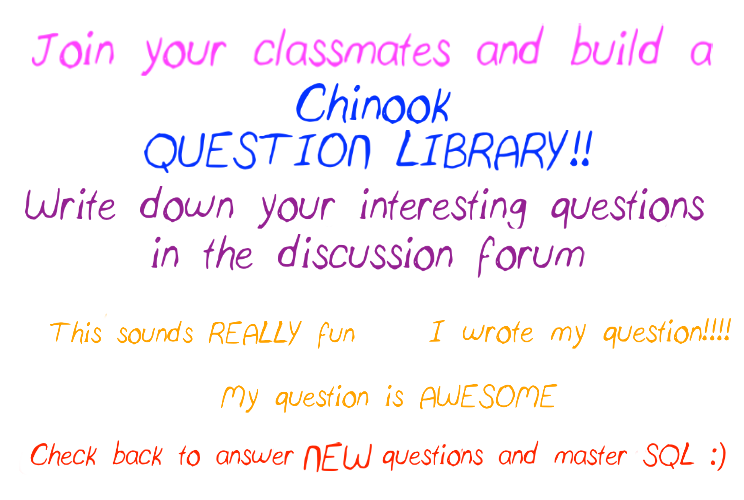 Join your classmates and build a
Chinook
QUESTION LIBRARY!!
Write down your interesting questions
in the discussion forum
This sounds REALLY fun
I wrote my question!!!!
My question is AWESOME
Check back to answer NEW questions and master SQL :)